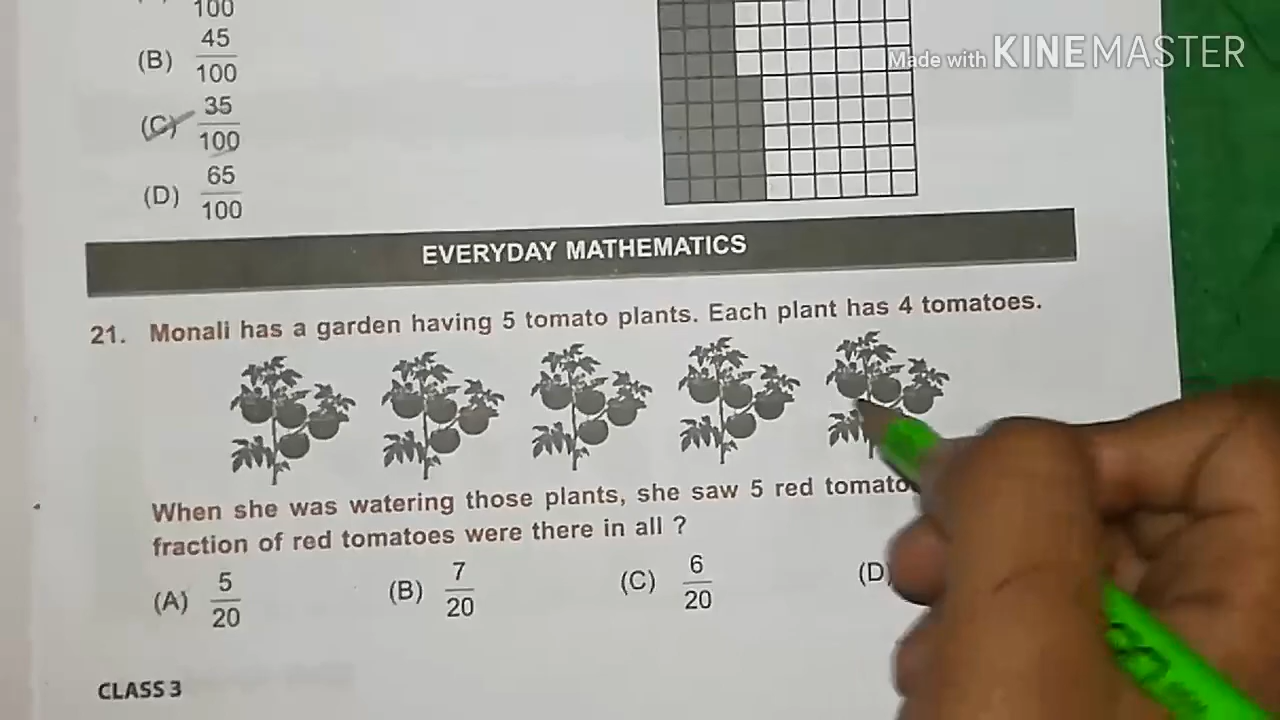 100
(B) 45/100
Made with KINEMASTER
(C) 35/100
(D) 65/100
EVERYDAY MATHEMATICS
21. Monali has a garden having 5 tomato plants. Each plant has 4 tomatoes.
When she was watering those plants, she saw 5 red
fraction of red tomatoes were there in all ?
(A) 5/20 (B) 7/20 (C) 6/20 (D)
CLASS 3